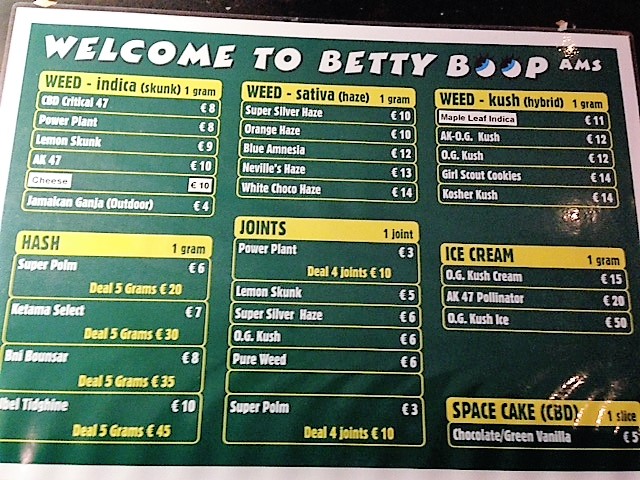 WELCOME TO BETTY BOOP AMS
WEED - indica (skunk) 1 gram
CBD Critical 47 € 8
Power Plant € 8
Lemon Skunk € 9
AK 47 € 10
Cheese € 10
Jamaican Ganja (Outdoor) € 4
WEED - sativa (haze) 1 gram
Super Silver Haze € 10
Orange Haze € 10
Blue Amnesia € 12
Neville's Haze € 13
White Choco Haze € 14
WEED - kush (hybrid) 1 gram
Maple Leaf Indica € 11
AK-O.G. Kush € 12
O.G. Kush € 12
Girl Scout Cookies € 14
Kosher Kush € 14
HASH 1 gram
Super Polm € 6
Deal 5 Grams € 20
Ketama Select € 7
Deal 5 Grams € 30
Bni Bounsar € 8
Deal 5 Grams € 35
Tidghine € 10
Deal 5 Grams € 45
JOINTS 1 joint
Power Plant € 3
Deal 4 joints € 10
Lemon Skunk € 5
Super Silver Haze € 6
O.G. Kush € 6
Pure Weed € 6
Super Polm € 3
Deal 4 joints € 10
ICE CREAM 1 gram
O.G. Kush Cream € 15
AK 47 Pollinator € 20
O.G. Kush Ice € 50
SPACE CAKE (CBD) 1 slice
Chocolate/Green Vanilla €